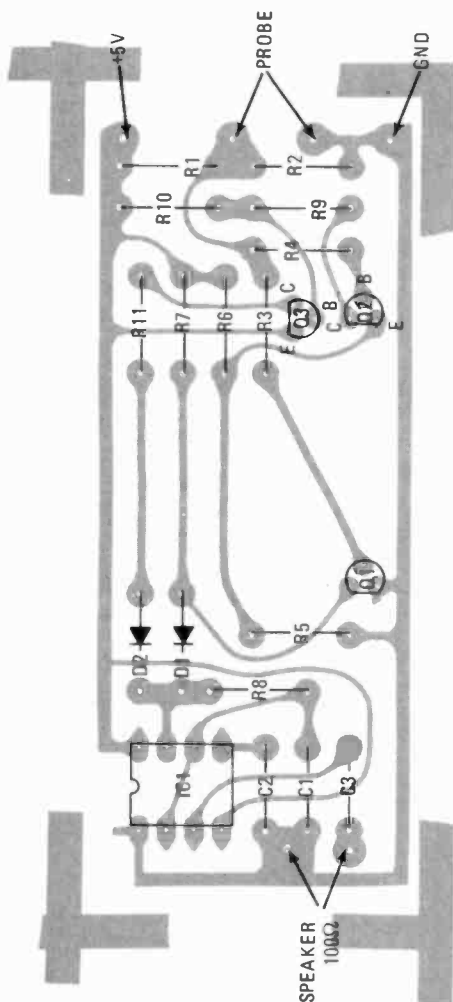 +5V
PROBE
GND
R1
R2
R10
R9
R4
R11
R7
R6
R3
C
B
E
Q3
C
B
E
Q2
Q1
R5
D2
D1
R8
IC1
C2
C1
C3
SPEAKER
100Ω